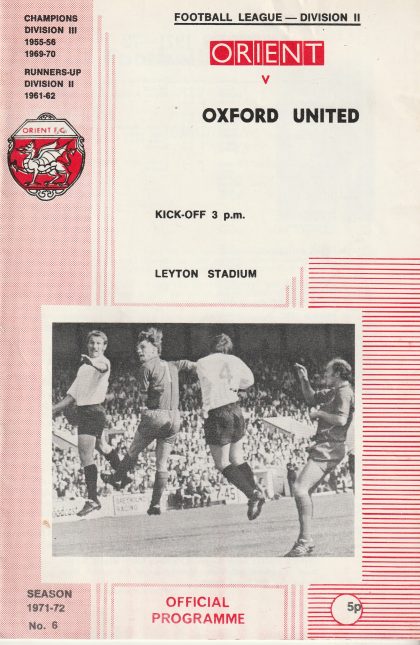 CHAMPIONS
DIVISION III
1955-56
1969-70
RUNNERS-UP
DIVISION II
1961-62
ORIENT F.C.
FOOTBALL LEAGUE — DIVISION II
ORIENT
v
OXFORD UNITED
KICK-OFF 3 p.m.
LEYTON STADIUM
4
SEASON
1971-72
No. 6
OFFICIAL
PROGRAMME
5p